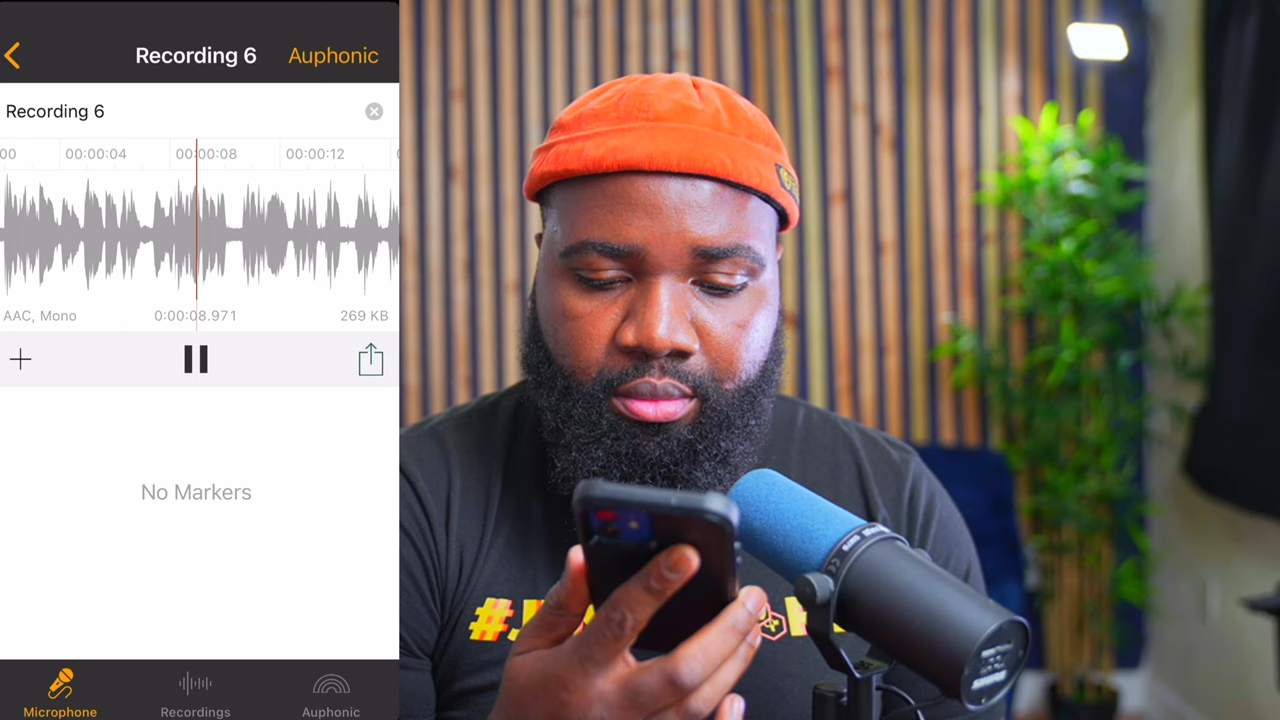 Recording 6
Auphonic
Recording 6
00
00:00:04
00:00:08
00:00:12
AAC, Mono
0:00:08.971
269 KB
No Markers
Microphone
Recordings
Auphonic